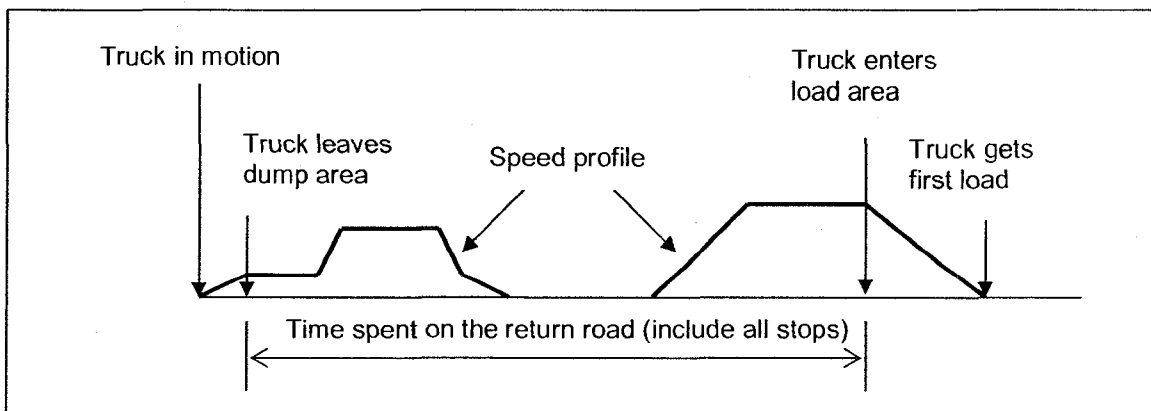 Truck in motion
Truck leaves
dump area
Speed profile
Truck enters
load area
Truck gets
first load
Time spent on the return road (include all stops)